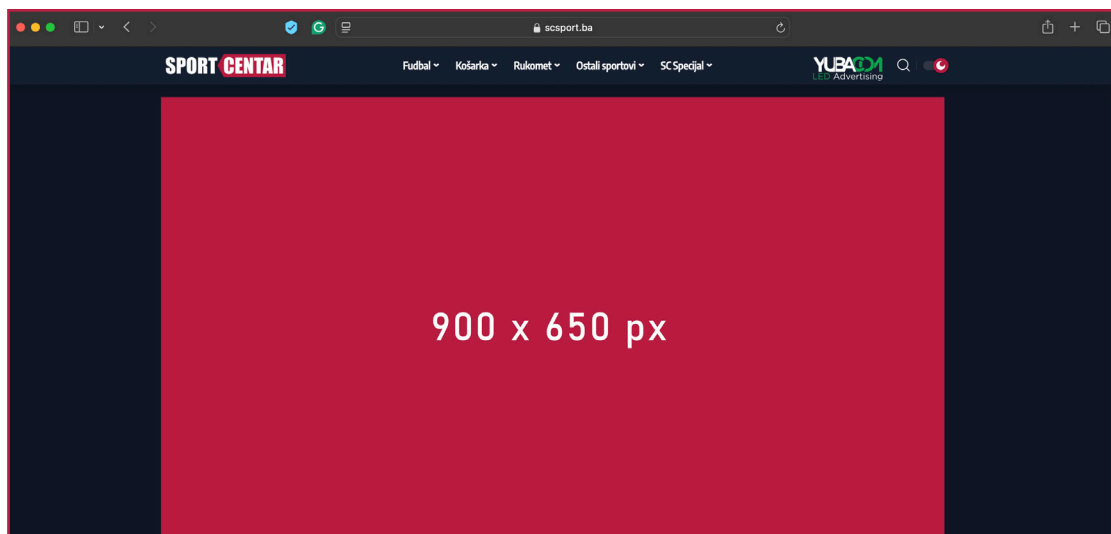 scsport.ba
SPORT CENTAR
Fudbal
Košarka
Rukomet
Ostali sportovi
SC Specijal
YUBACOM
LED Advertising
900 x 650 px